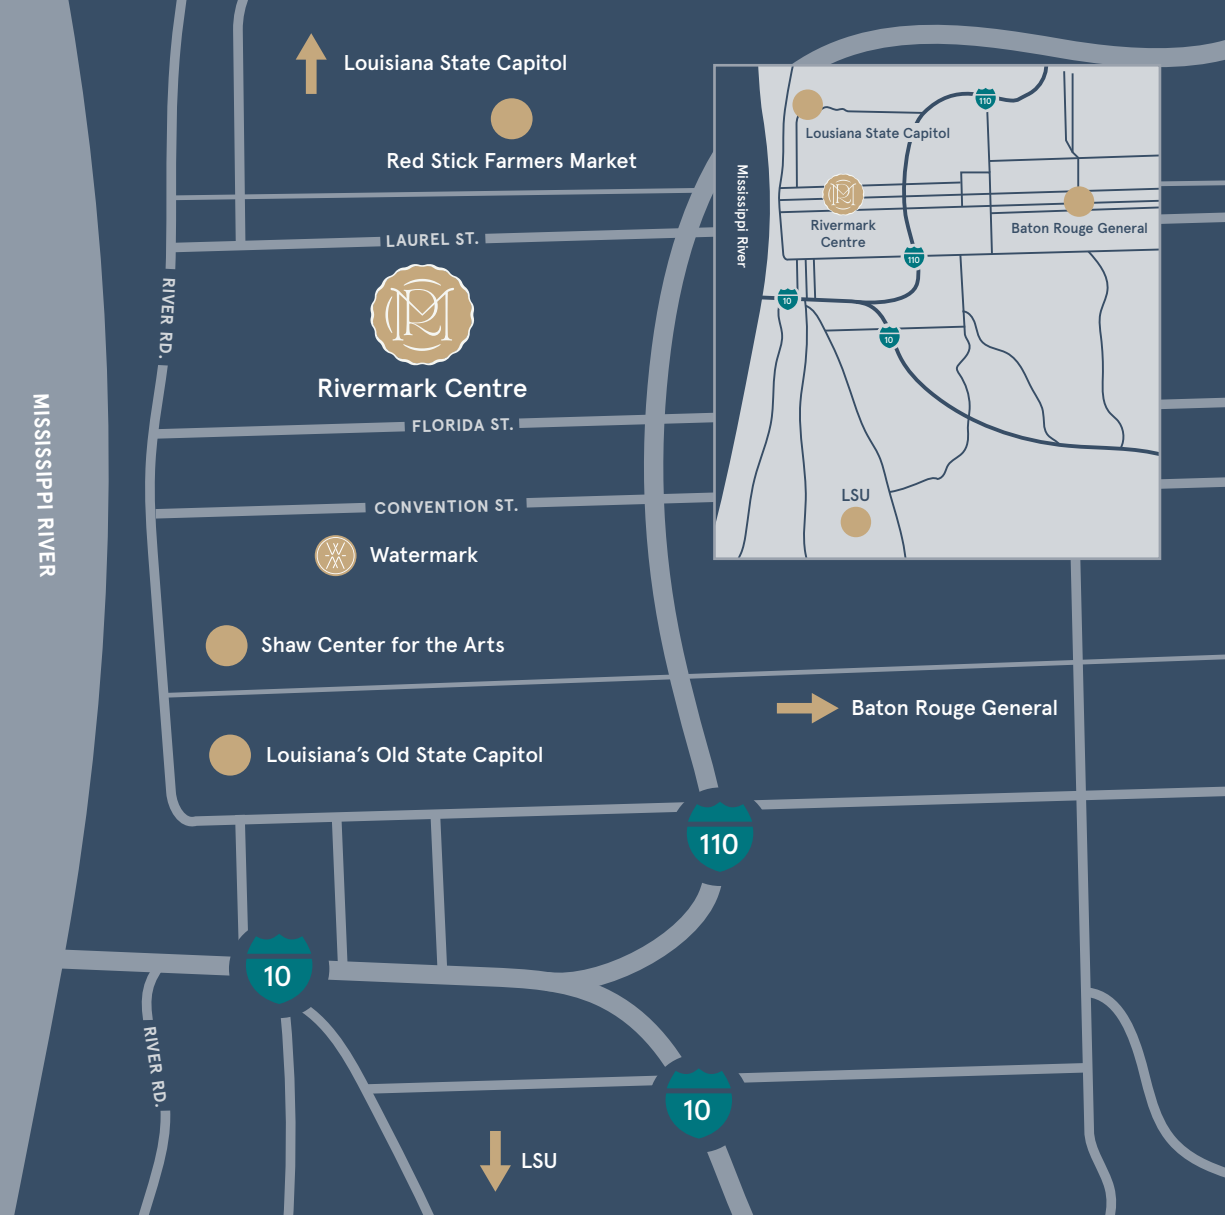 Louisiana State Capitol
Red Stick Farmers Market
LAUREL ST.
RIVER RD.
RM
Rivermark Centre
FLORIDA ST.
MISSISSIPPI RIVER
CONVENTION ST.
Watermark
Shaw Center for the Arts
Baton Rouge General
Louisiana’s Old State Capitol
110
10
RIVER RD.
10
LSU
110
Lousiana State Capitol
Mississippi River
RM
Rivermark
Centre
Baton Rouge General
110
10
10
LSU